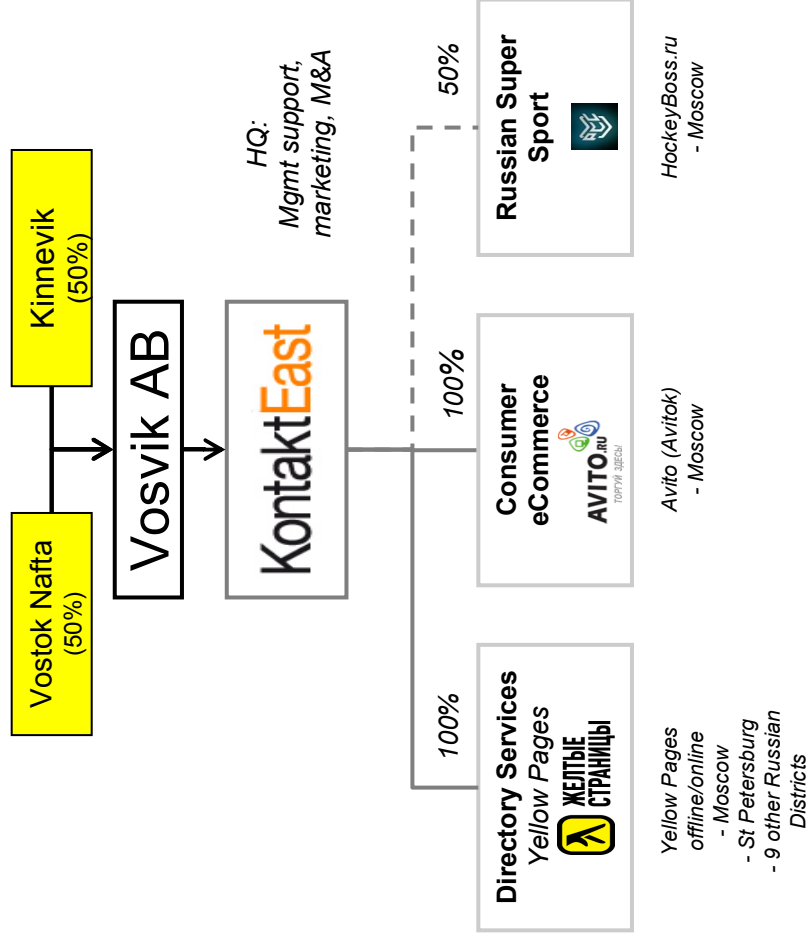 Vostok Nafta
(50%)
Kinnevik
(50%)
Vosvik AB
KontaktEast
HQ:
Mgmt support,
marketing, M&A
100%
100%
50%
Directory Services
Yellow Pages
ЖЕЛТЫЕ
СТРАНИЦЫ
Consumer
eCommerce
AVITO.RU
ТОРГУЙ ЗДЕСЬ!
Russian Super
Sport
Yellow Pages
offline/online
- Moscow
- St Petersburg
- 9 other Russian
Districts
Avito (Avitok)
- Moscow
HockeyBoss.ru
- Moscow